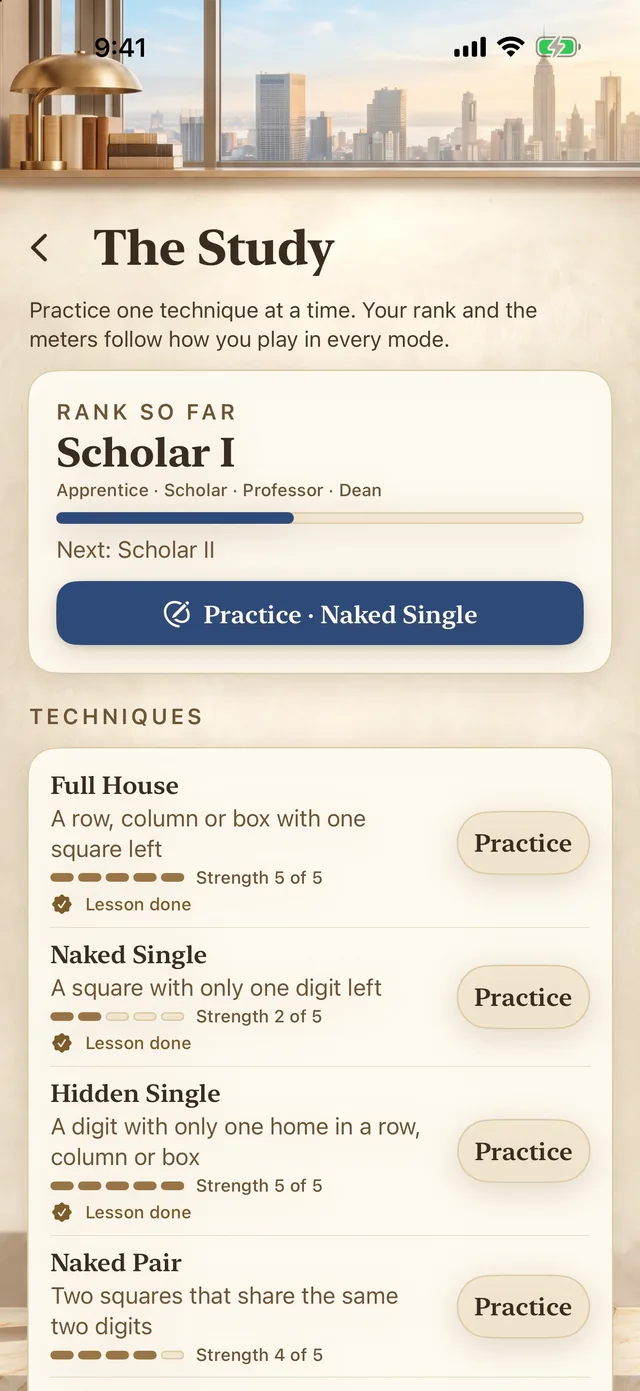 9:41
The Study
Practice one technique at a time. Your rank and the
meters follow how you play in every mode.
RANK SO FAR
Scholar I
Apprentice · Scholar · Professor · Dean
Next: Scholar II
Practice · Naked Single
TECHNIQUES
Full House
A row, column or box with one
square left
Strength 5 of 5
Lesson done
Practice
Naked Single
A square with only one digit left
Strength 2 of 5
Lesson done
Practice
Hidden Single
A digit with only one home in a row,
column or box
Strength 5 of 5
Lesson done
Practice
Naked Pair
Two squares that share the same
two digits
Strength 4 of 5
Practice